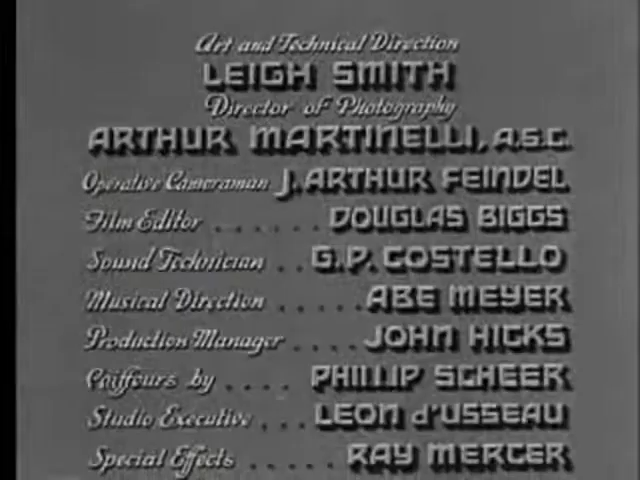 Art and Technical Direction
LEIGH SMITH
Director of Photography
ARTHUR MARTINELLI, A.S.C.
Operative Cameraman J. ARTHUR FEINDEL
Film Editor . . . . . . DOUGLAS BIGGS
Sound Technician . . G.P. COSTELLO
Musical Direction . . . . . ABE MEYER
Production Manager . . . . JOHN HICKS
Coiffours by . . . . PHILLIP SCHEER
Studio Executive . . . LEON d'USSEAU
Special Effects . . . . . RAY MERCER